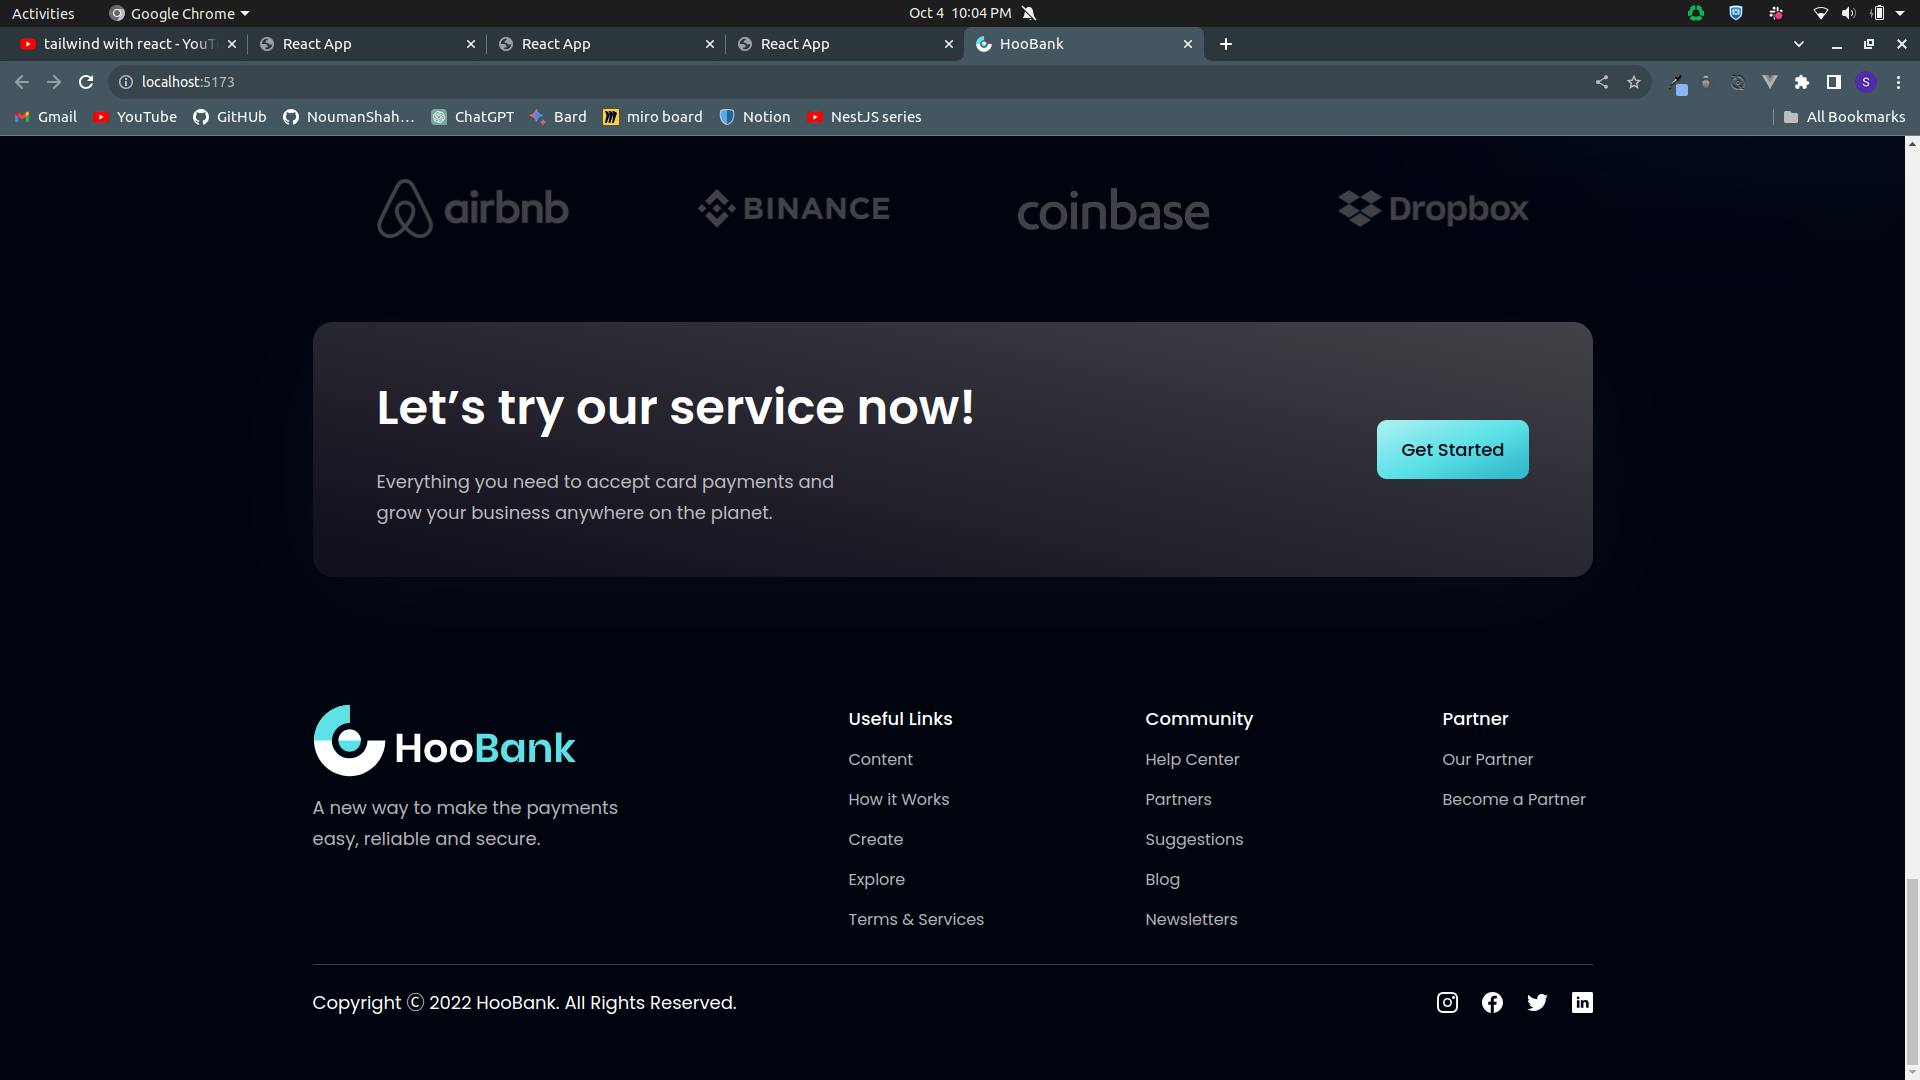 Activities
Google Chrome
Oct 4 10:04 PM
tailwind with react - YouT
React App
React App
React App
HooBank
localhost:5173
S
Gmail
YouTube
GitHUb
NoumanShah...
ChatGPT
Bard
miro board
Notion
NestJS series
All Bookmarks
airbnb
BINANCE
coinbase
Dropbox
Let’s try our service now!
Everything you need to accept card payments and
grow your business anywhere on the planet.
Get Started
HooBank
A new way to make the payments
easy, reliable and secure.
Useful Links
Content
How it Works
Create
Explore
Terms & Services
Community
Help Center
Partners
Suggestions
Blog
Newsletters
Partner
Our Partner
Become a Partner
Copyright Ⓒ 2022 HooBank. All Rights Reserved.